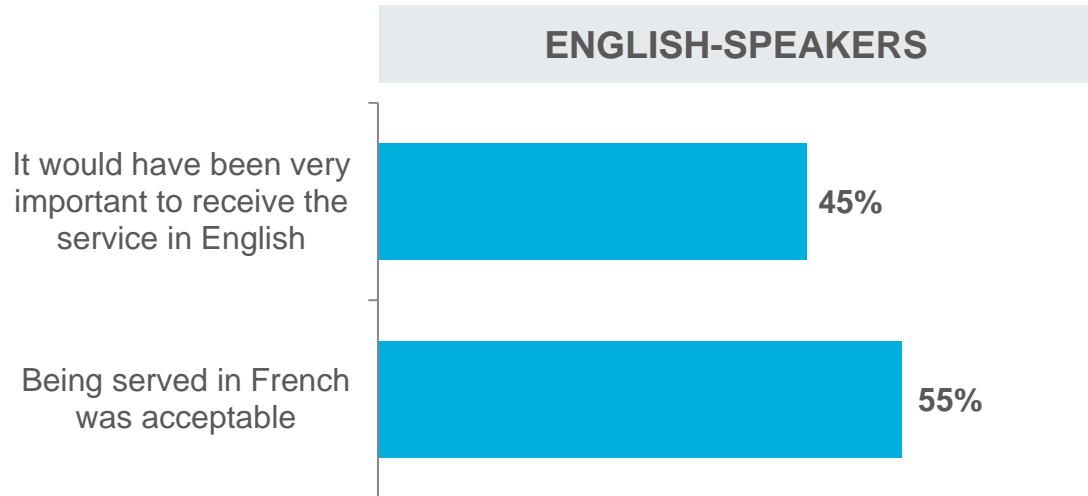 ENGLISH-SPEAKERS
It would have been very
important to receive the
service in English
45%
Being served in French
was acceptable
55%